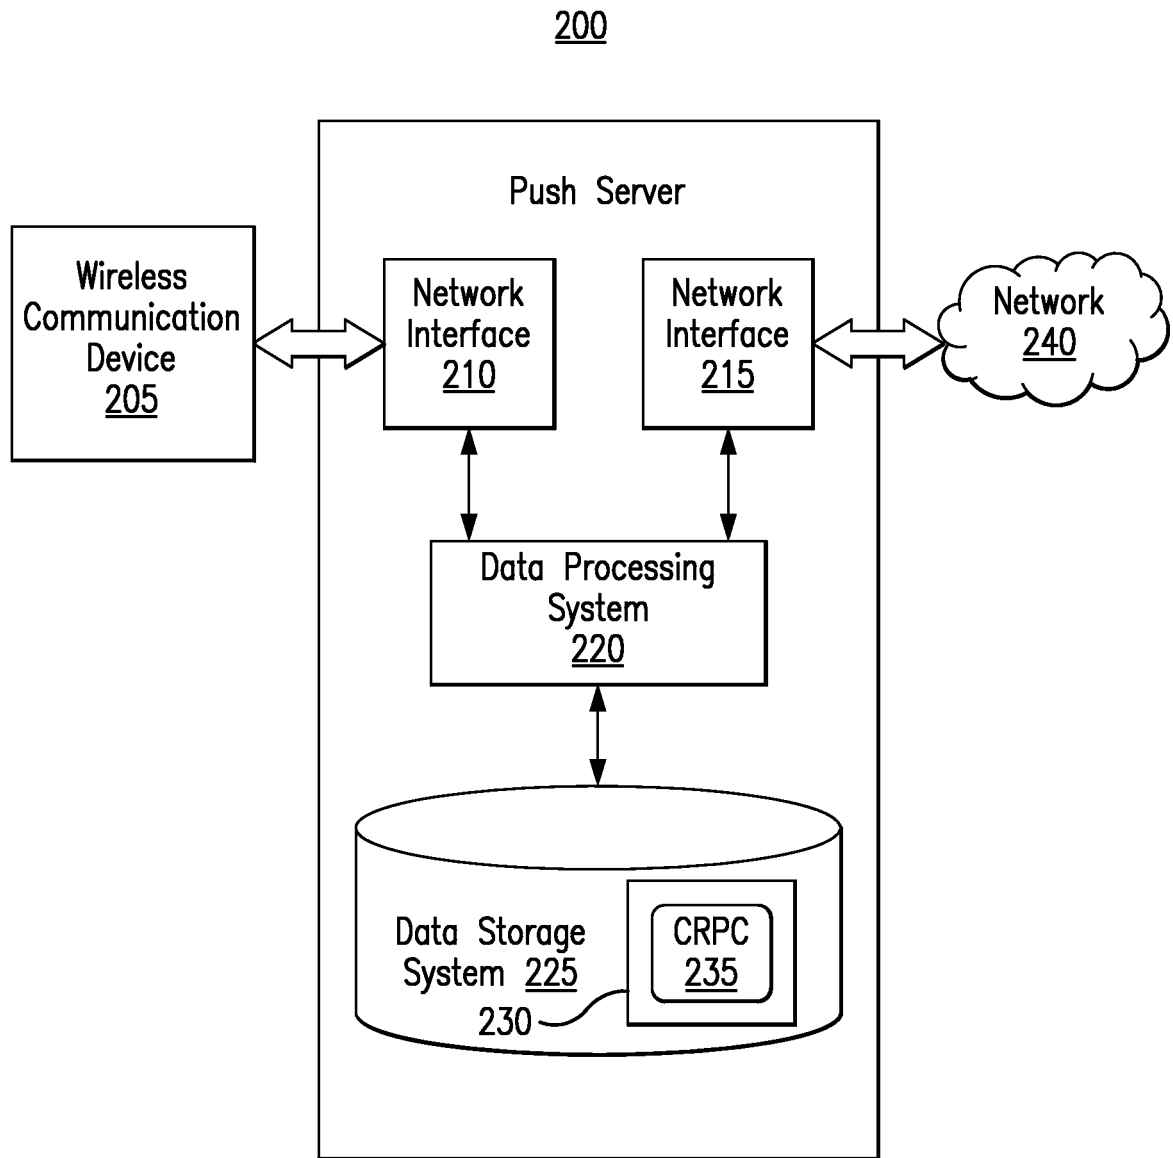 200
Push Server
Wireless
Communication
Device
205
Network
Interface
210
Network
Interface
215
Network
240
Data Processing
System
220
Data Storage
System 225
230
CRPC
235